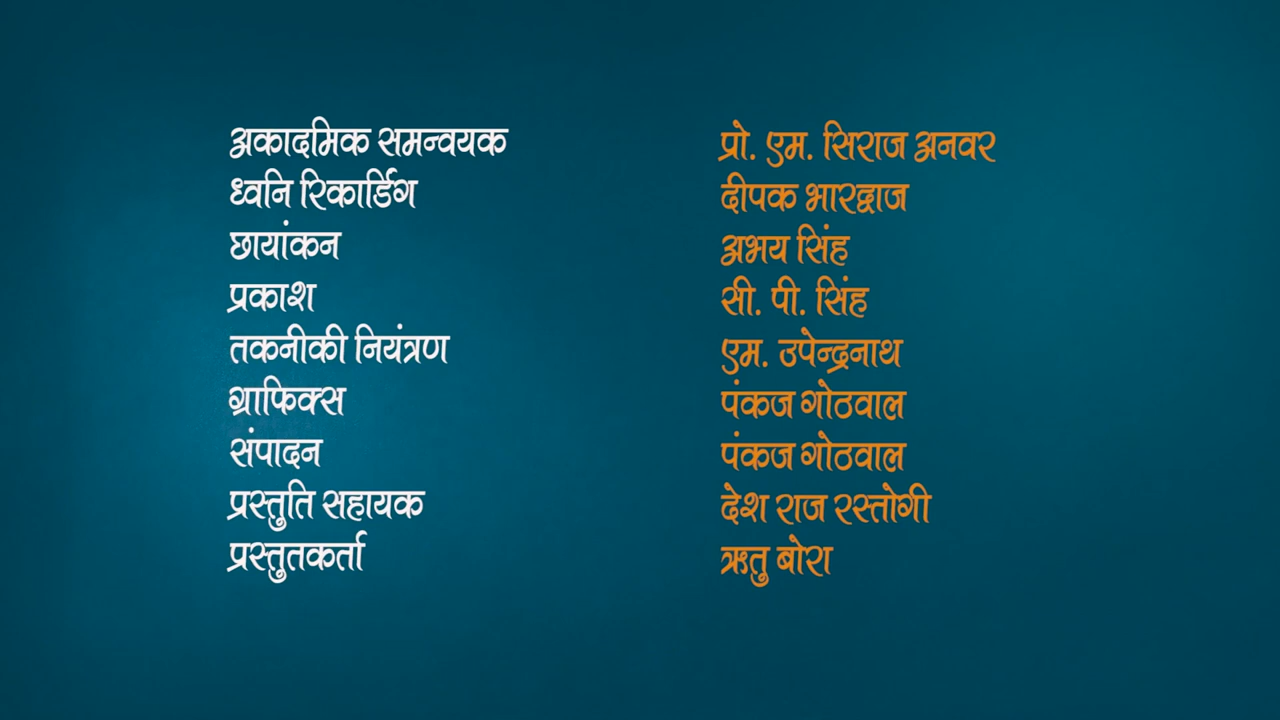 अकादमिक समन्वयक प्रो. एम. सिराज अनवर
ध्वनि रिकार्डिंग दीपक भारद्वाज
छायांकन अभय सिंह
प्रकाश सी. पी. सिंह
तकनीकी नियंत्रण एम. उपेन्द्रनाथ
ग्राफिक्स पंकज गोठवाल
संपादन पंकज गोठवाल
प्रस्तुति सहायक देश राज रस्तोगी
प्रस्तुतकर्ता ऋतु बोरा